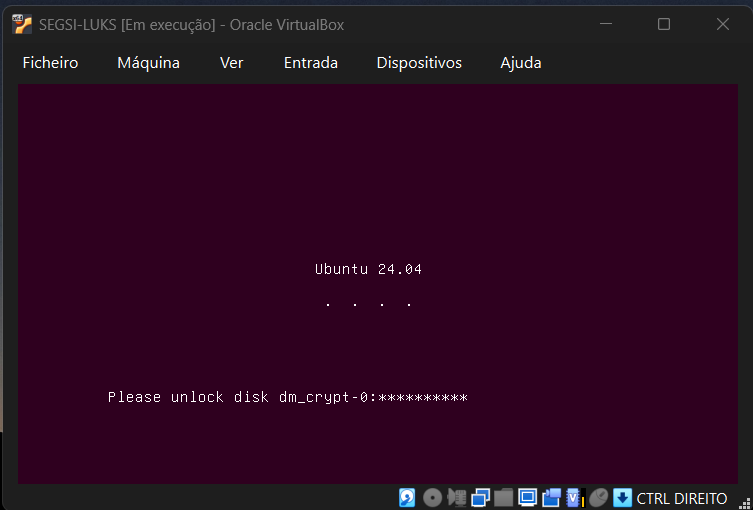 SEGSI-LUKS [Em execução] - Oracle VirtualBox
Ficheiro Máquina Ver Entrada Dispositivos Ajuda
Ubuntu 24.04
. . . .
Please unlock disk dm_crypt-0:**********
CTRL DIREITO